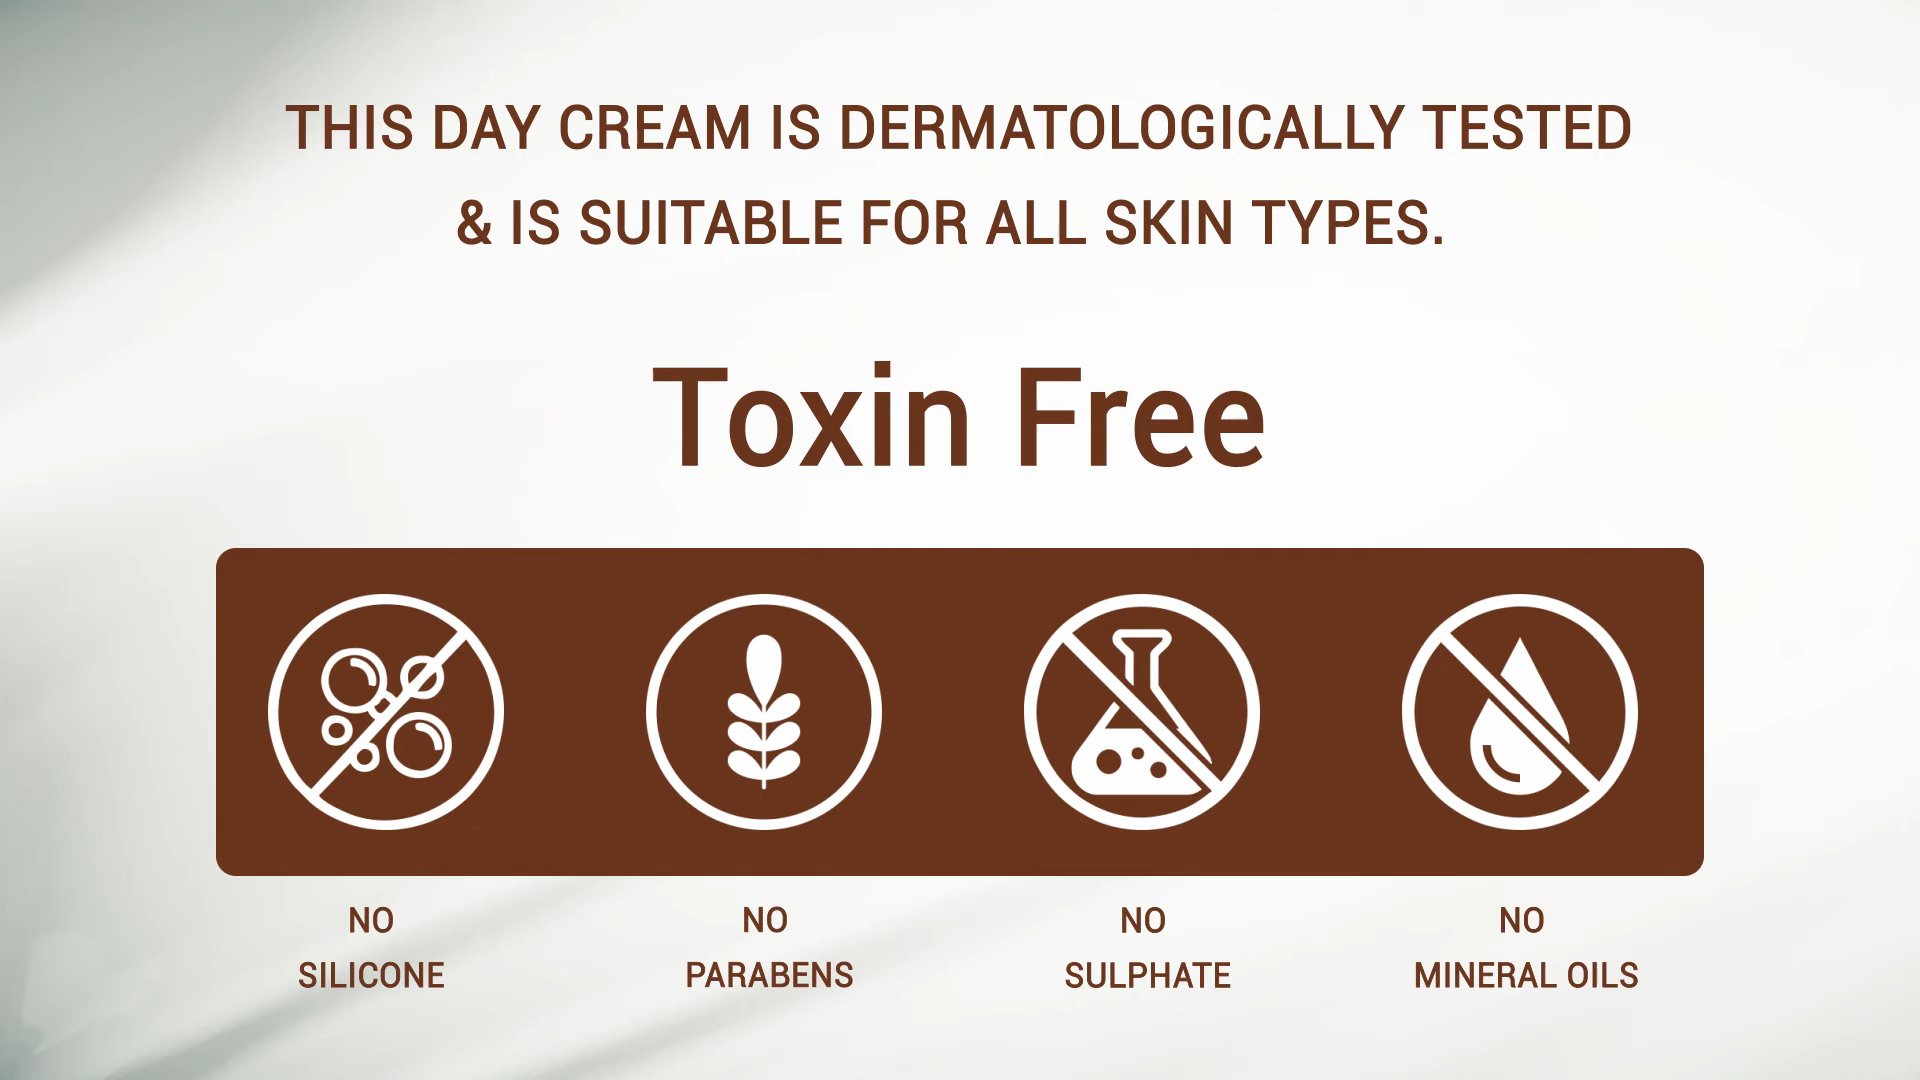 THIS DAY CREAM IS DERMATOLOGICALLY TESTED
& IS SUITABLE FOR ALL SKIN TYPES.
Toxin Free
NO
SILICONE
NO
PARABENS
NO
SULPHATE
NO
MINERAL OILS